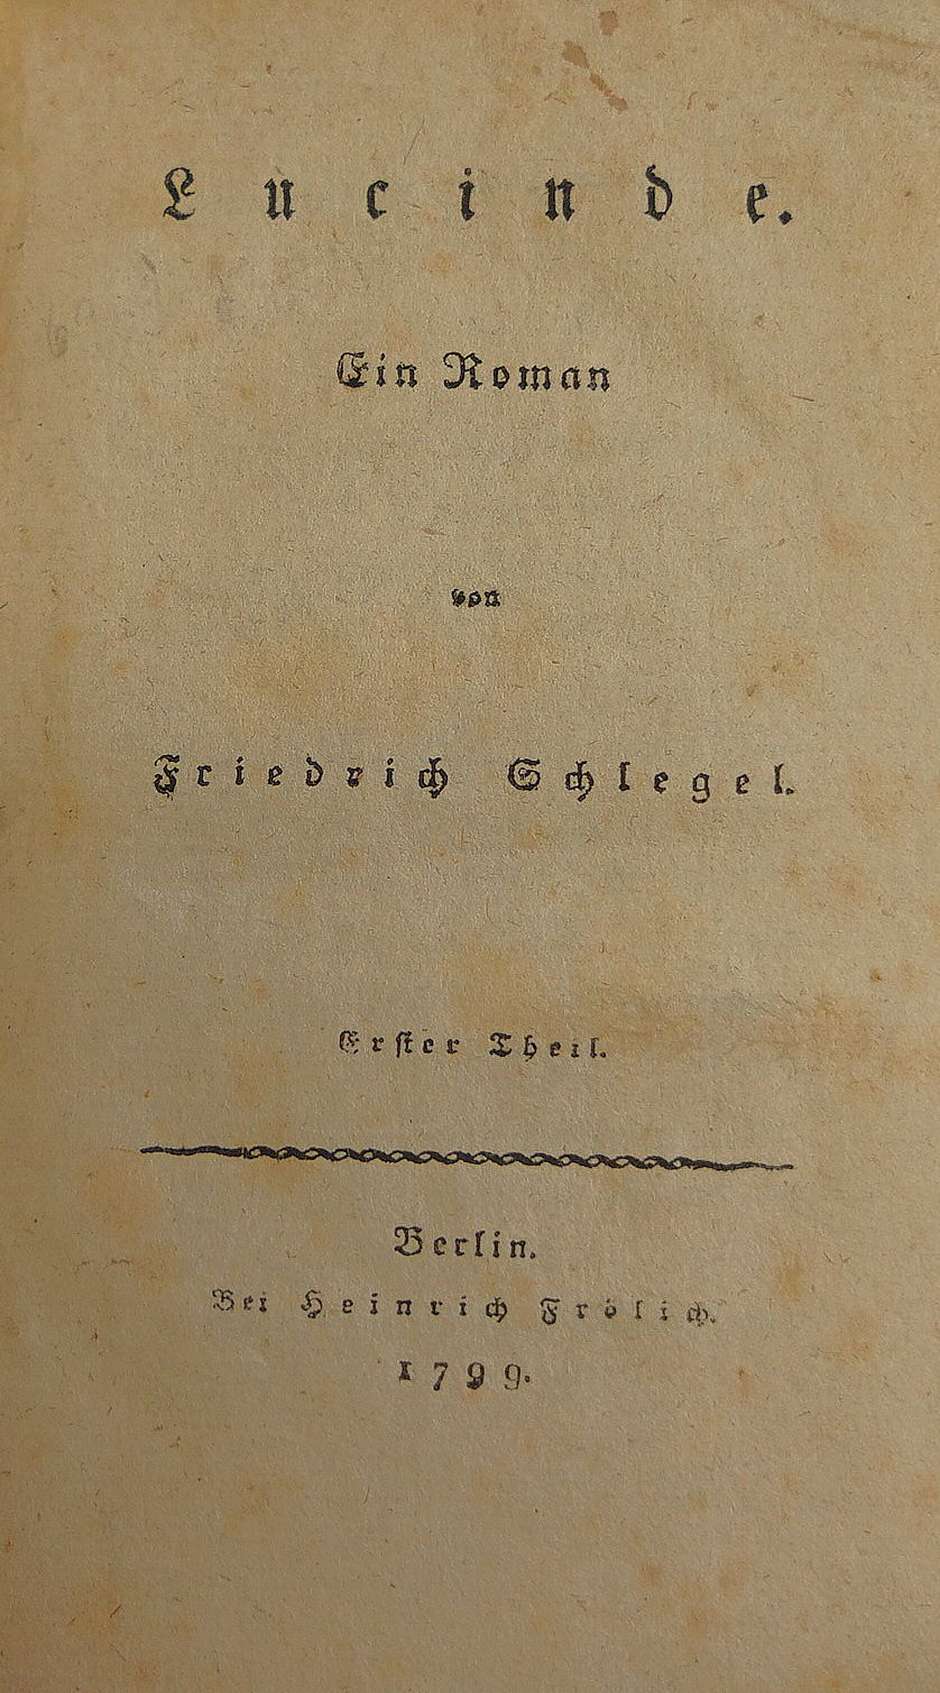 Lucinde.
Ein Roman
von
Friedrich Schlegel.
Erſter Theil.
Berlin.
Bei Heinrich Frölich.
1799.